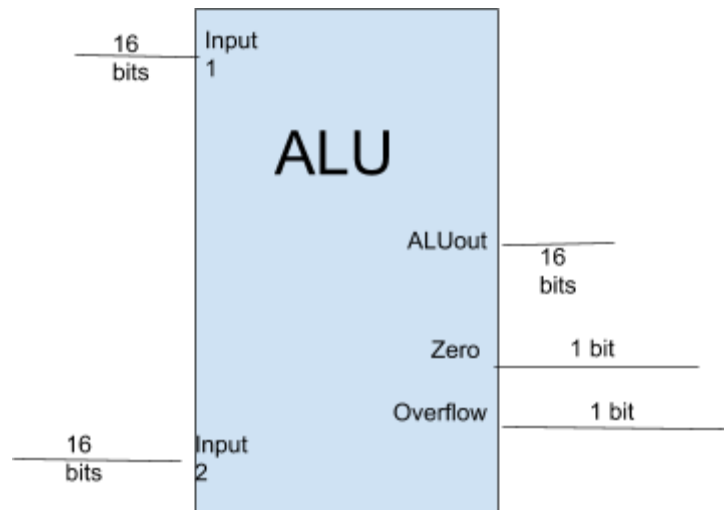 16
bits
Input
1
ALU
ALUout
16
bits
Zero
1 bit
Overflow
1 bit
16
bits
Input
2